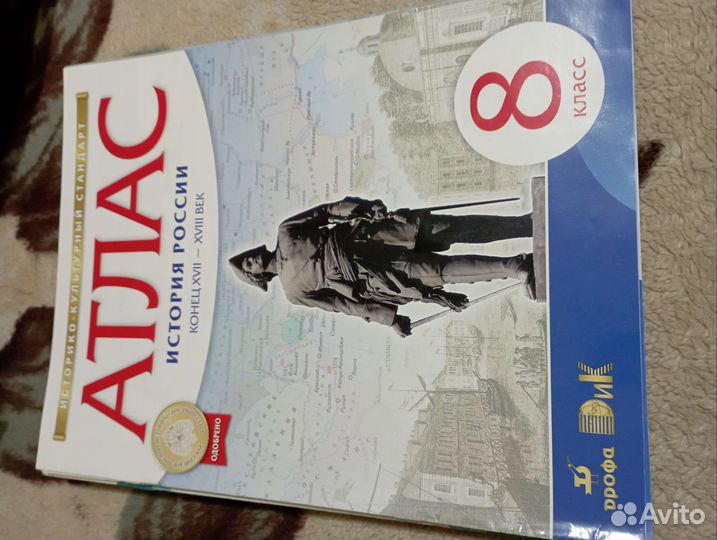 ИСТОРИКО-КУЛЬТУРНЫЙ СТАНДАРТ
АТЛАС
ИСТОРИЯ РОССИИ
КОНЕЦ XVII – XVIII ВЕК
8
класс
ОДОБРЕНО
дрофа
ДиК
Avito